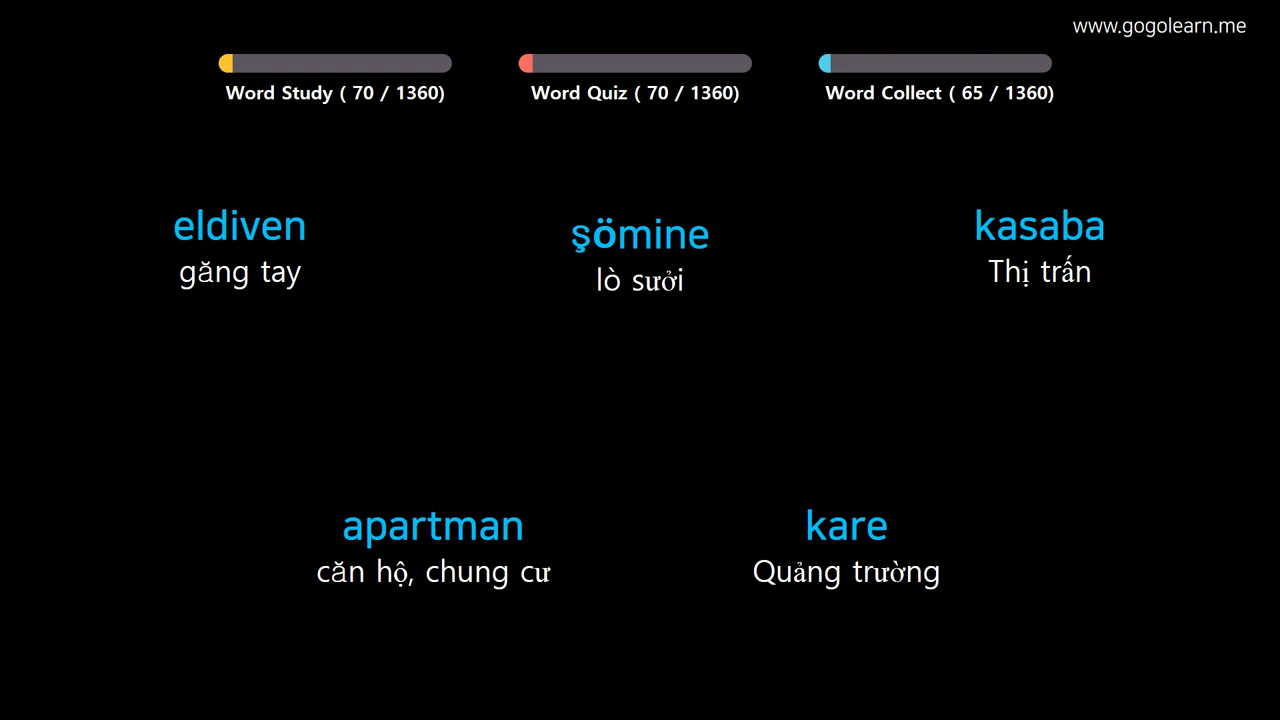 www.gogolearn.me
Word Study ( 70 / 1360)
Word Quiz ( 70 / 1360)
Word Collect ( 65 / 1360)
eldiven
găng tay
şömine
lò sưởi
kasaba
Thị trấn
apartman
căn hộ, chung cư
kare
Quảng trường